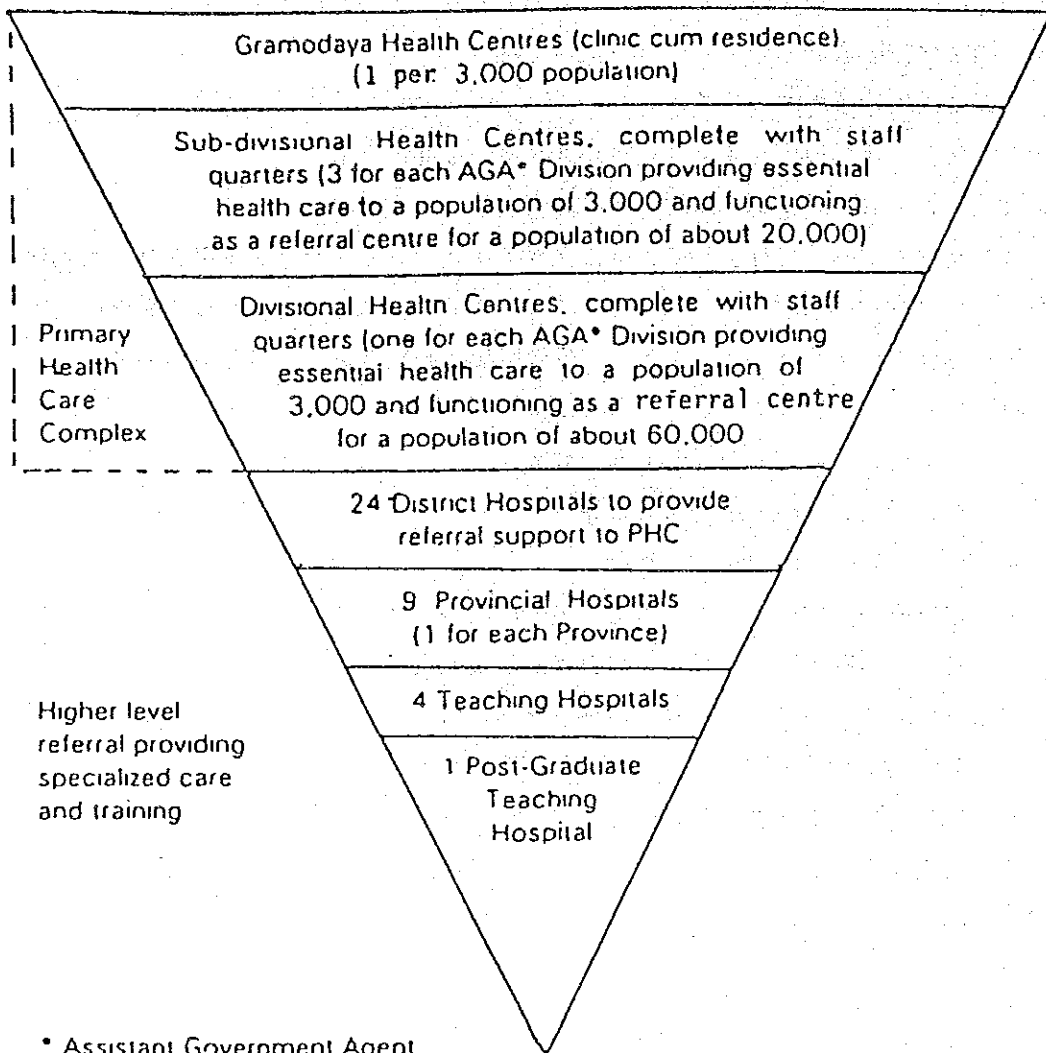 Gramodaya Health Centres (clinic cum residence)
(1 per 3,000 population)
Sub-divisional Health Centres, complete with staff
quarters (3 for each AGA* Division providing essential
health care to a population of 3,000 and functioning
as a referral centre for a population of about 20,000)
Divisional Health Centres, complete with staff
quarters (one for each AGA* Division providing
essential health care to a population of
3,000 and functioning as a referral centre
for a population of about 60,000
Primary
Health
Care
Complex
24 District Hospitals to provide
referral support to PHC
9 Provincial Hospitals
(1 for each Province)
4 Teaching Hospitals
1 Post-Graduate
Teaching
Hospital
Higher level
referral providing
specialized care
and training
* Assistant Government Agent